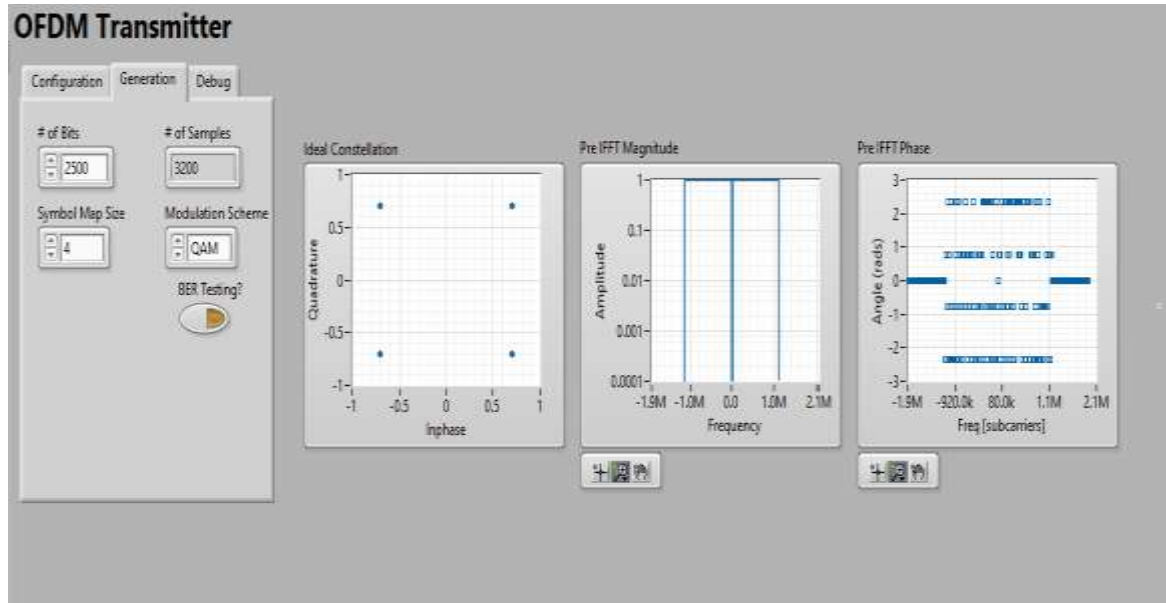 OFDM Transmitter
Configuration Generation Debug
# of Bits # of Samples
2500 3200
Symbol Map Size Modulation Scheme
4 QAM
BER Testing?
Ideal Constellation
1
0.5
0
-0.5
-1
Quadrature
-1 -0.5 0 0.5 1
Inphase
Pre IFFT Magnitude
1
0.1
0.01
0.001
0.0001
Amplitude
-1.9M -1.0M 0.0 1.0M 2.1M
Frequency
Pre IFFT Phase
3
2
1
0
-1
-2
-3
Angle (rads)
-1.9M -920.0k 80.0k 1.1M 2.1M
Freq [subcarriers]